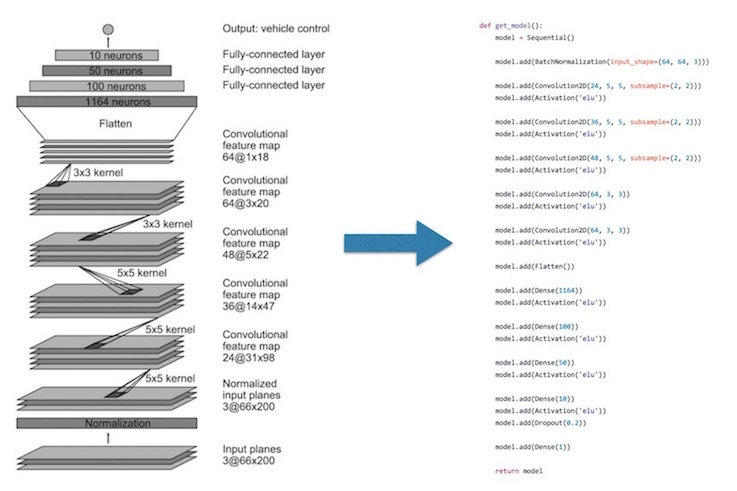 Output: vehicle control
10 neurons
Fully-connected layer
50 neurons
Fully-connected layer
100 neurons
Fully-connected layer
1164 neurons
Flatten
Convolutional
feature map
64@1x18
3x3 kernel
Convolutional
feature map
64@3x20
3x3 kernel
Convolutional
feature map
48@5x22
5x5 kernel
Convolutional
feature map
36@14x47
5x5 kernel
Convolutional
feature map
24@31x98
5x5 kernel
Normalized
input planes
3@66x200
Normalization
Input planes
3@66x200
def get_model():
    model = Sequential()
    model.add(BatchNormalization(input_shape=(64, 64, 3)))
    model.add(Convolution2D(24, 5, 5, subsample=(2, 2)))
    model.add(Activation('elu'))
    model.add(Convolution2D(36, 5, 5, subsample=(2, 2)))
    model.add(Activation('elu'))
    model.add(Convolution2D(48, 5, 5, subsample=(2, 2)))
    model.add(Activation('elu'))
    model.add(Convolution2D(64, 3, 3))
    model.add(Activation('elu'))
    model.add(Convolution2D(64, 3, 3))
    model.add(Activation('elu'))
    model.add(Flatten())
    model.add(Dense(1164))
    model.add(Activation('elu'))
    model.add(Dense(100))
    model.add(Activation('elu'))
    model.add(Dense(50))
    model.add(Activation('elu'))
    model.add(Dense(10))
    model.add(Activation('elu'))
    model.add(Dropout(0.2))
    model.add(Dense(1))
    return model